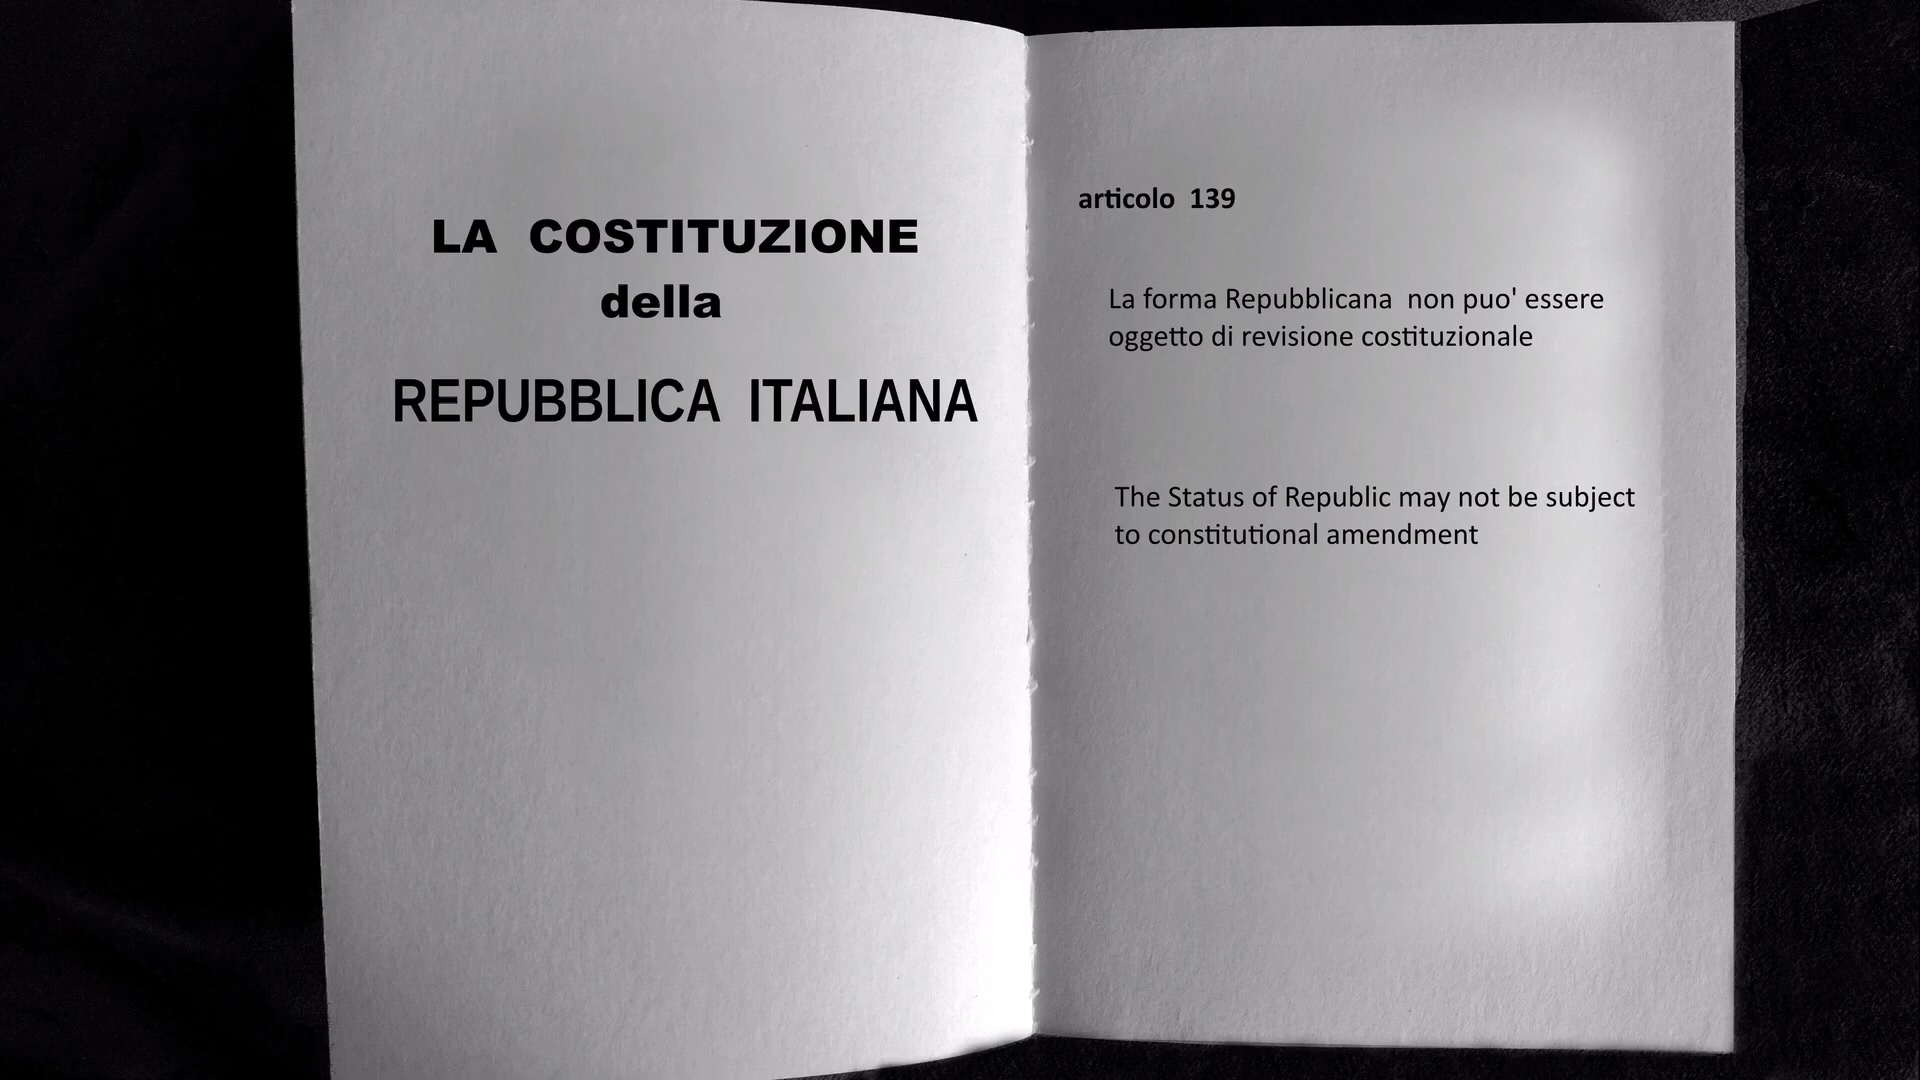 LA COSTITUZIONE
della
REPUBBLICA ITALIANA
articolo 139
La forma Repubblicana non puo' essere
oggetto di revisione costituzionale
The Status of Republic may not be subject
to constitutional amendment